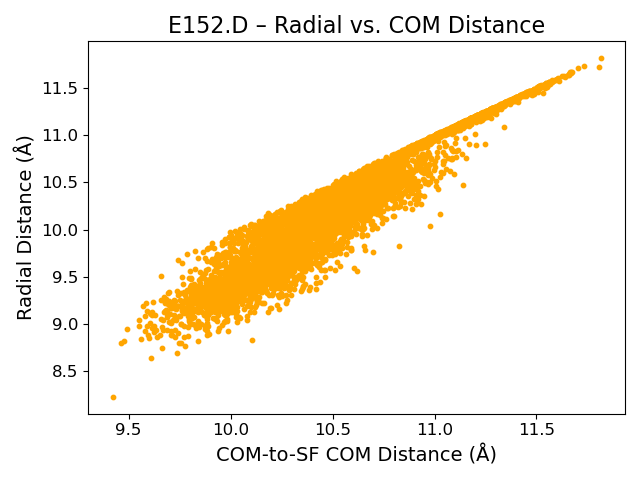 E152.D – Radial vs. COM Distance
Radial Distance (Å)
11.5
11.0
10.5
10.0
9.5
9.0
8.5
9.5 10.0 10.5 11.0 11.5
COM-to-SF COM Distance (Å)